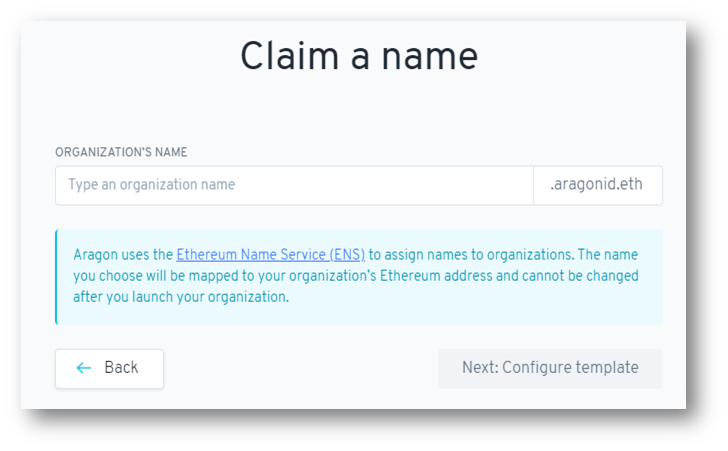 Claim a name
ORGANIZATION'S NAME
Type an organization name
.aragonid.eth
Aragon uses the Ethereum Name Service (ENS) to assign names to organizations. The name
you choose will be mapped to your organization's Ethereum address and cannot be changed
after you launch your organization.
← Back
Next: Configure template